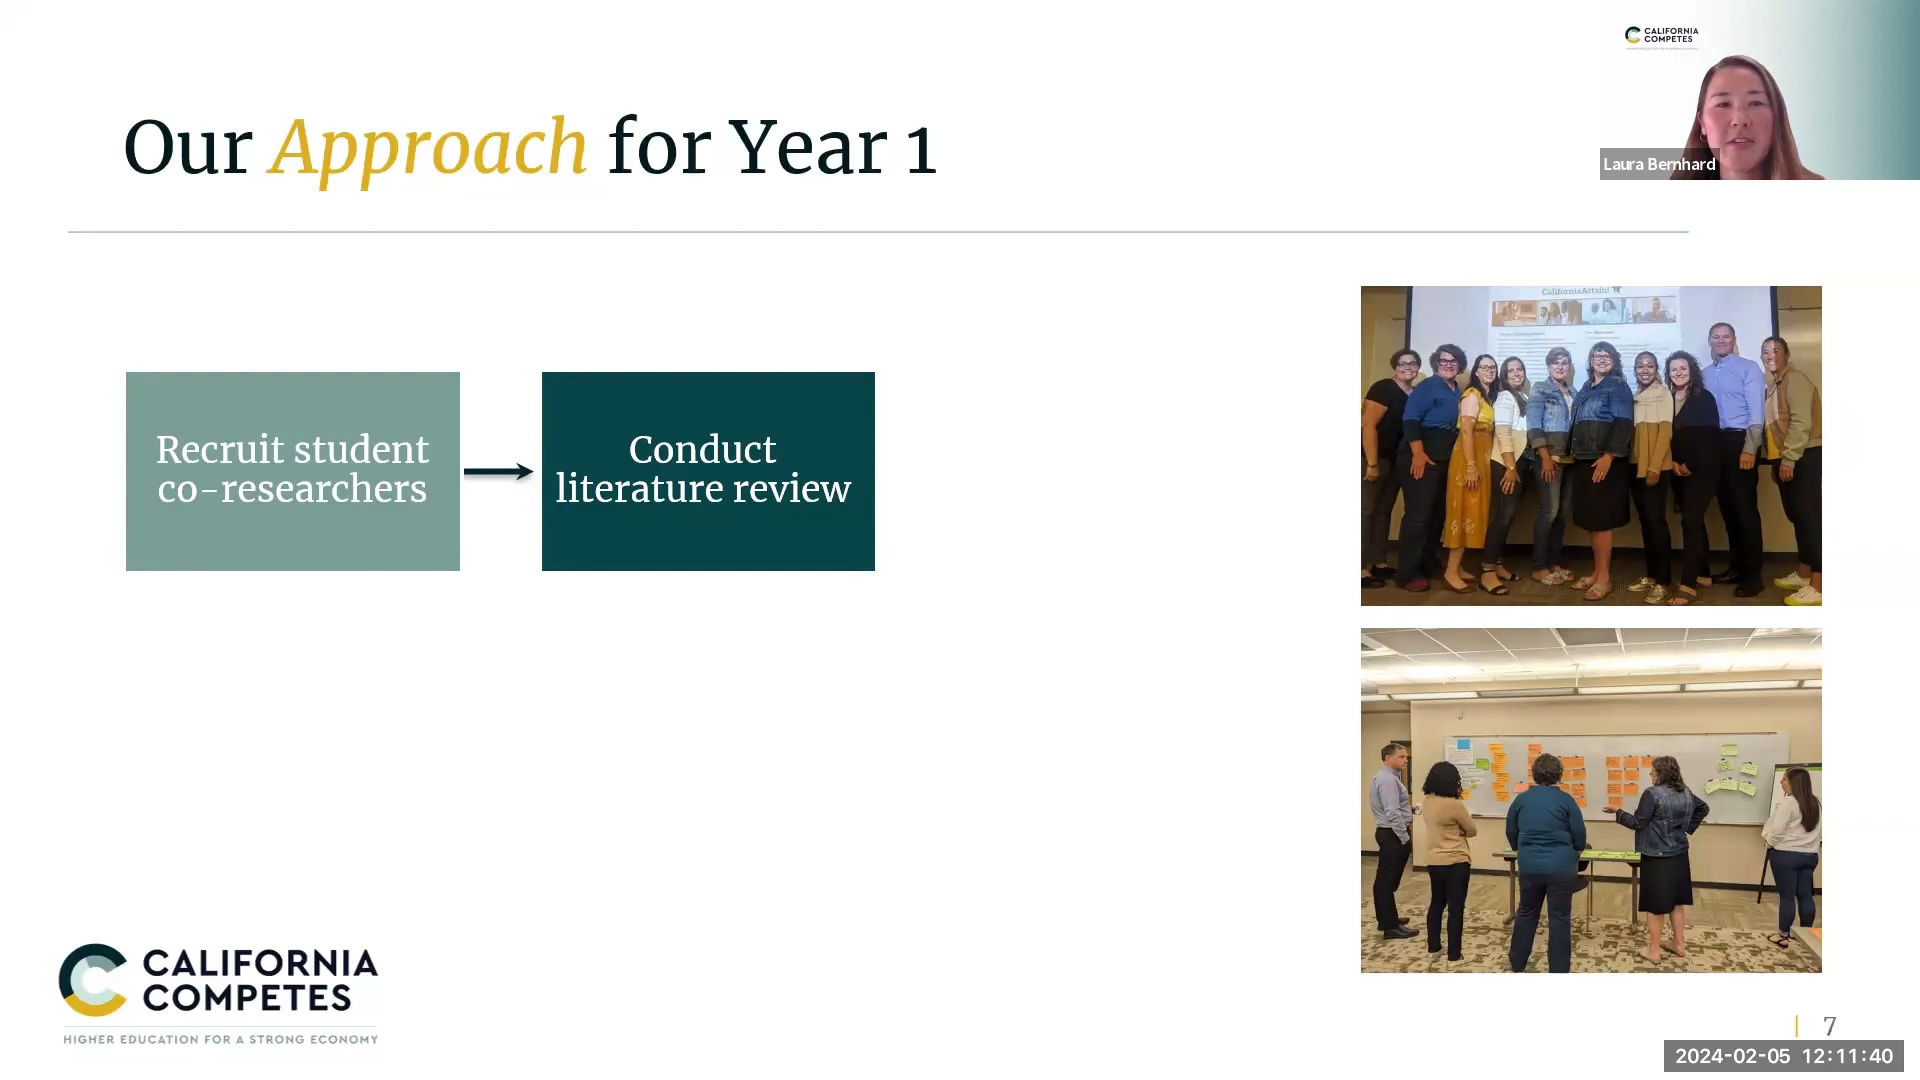 CALIFORNIA
COMPETES
Laura Bernhard
Our Approach for Year 1
Recruit student
co-researchers
Conduct
literature review
CaliforniaAttain!
CALIFORNIA
COMPETES
HIGHER EDUCATION FOR A STRONG ECONOMY
7
2024-02-05 12:11:40